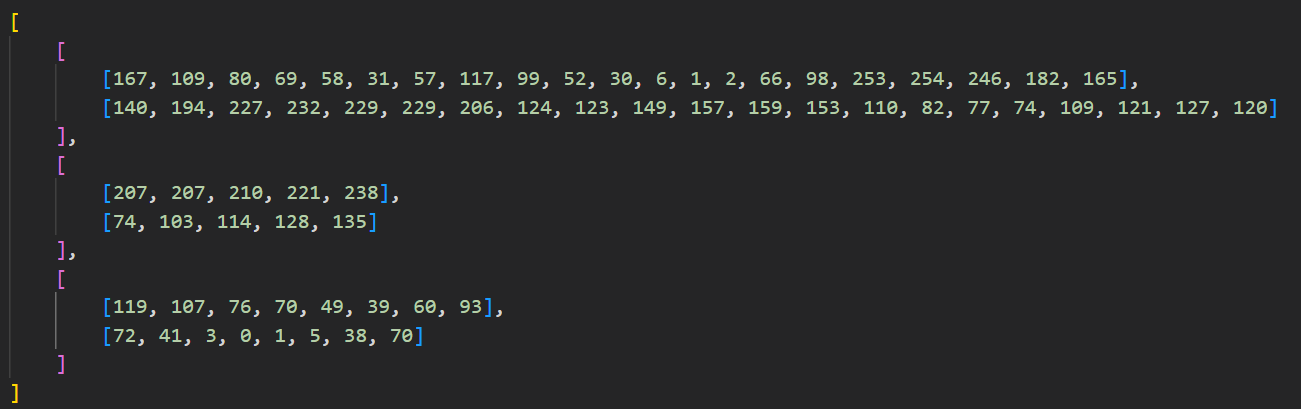 [
    [
        [167, 109, 80, 69, 58, 31, 57, 117, 99, 52, 30, 6, 1, 2, 66, 98, 253, 254, 246, 182, 165],
        [140, 194, 227, 232, 229, 229, 206, 124, 123, 149, 157, 159, 153, 110, 82, 77, 74, 109, 121, 127, 120]
    ],
    [
        [207, 207, 210, 221, 238],
        [74, 103, 114, 128, 135]
    ],
    [
        [119, 107, 76, 70, 49, 39, 60, 93],
        [72, 41, 3, 0, 1, 5, 38, 70]
    ]
]